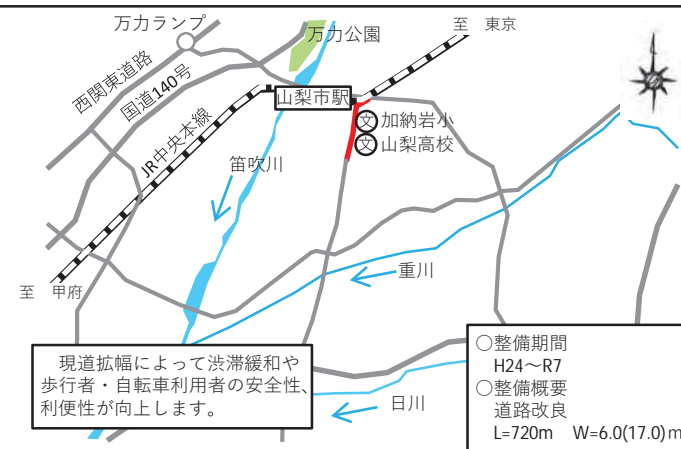 万力ランプ
万力公園
至 東京
西関東道路
国道140号
山梨市駅
文 加納岩小
文 山梨高校
JR中央本線
笛吹川
重川
至 甲府
現道拡幅によって渋滞緩和や
歩行者・自転車利用者の安全性、
利便性が向上します。
日川
○整備期間
H24～R7
○整備概要
道路改良
L=720m W=6.0(17.0)m